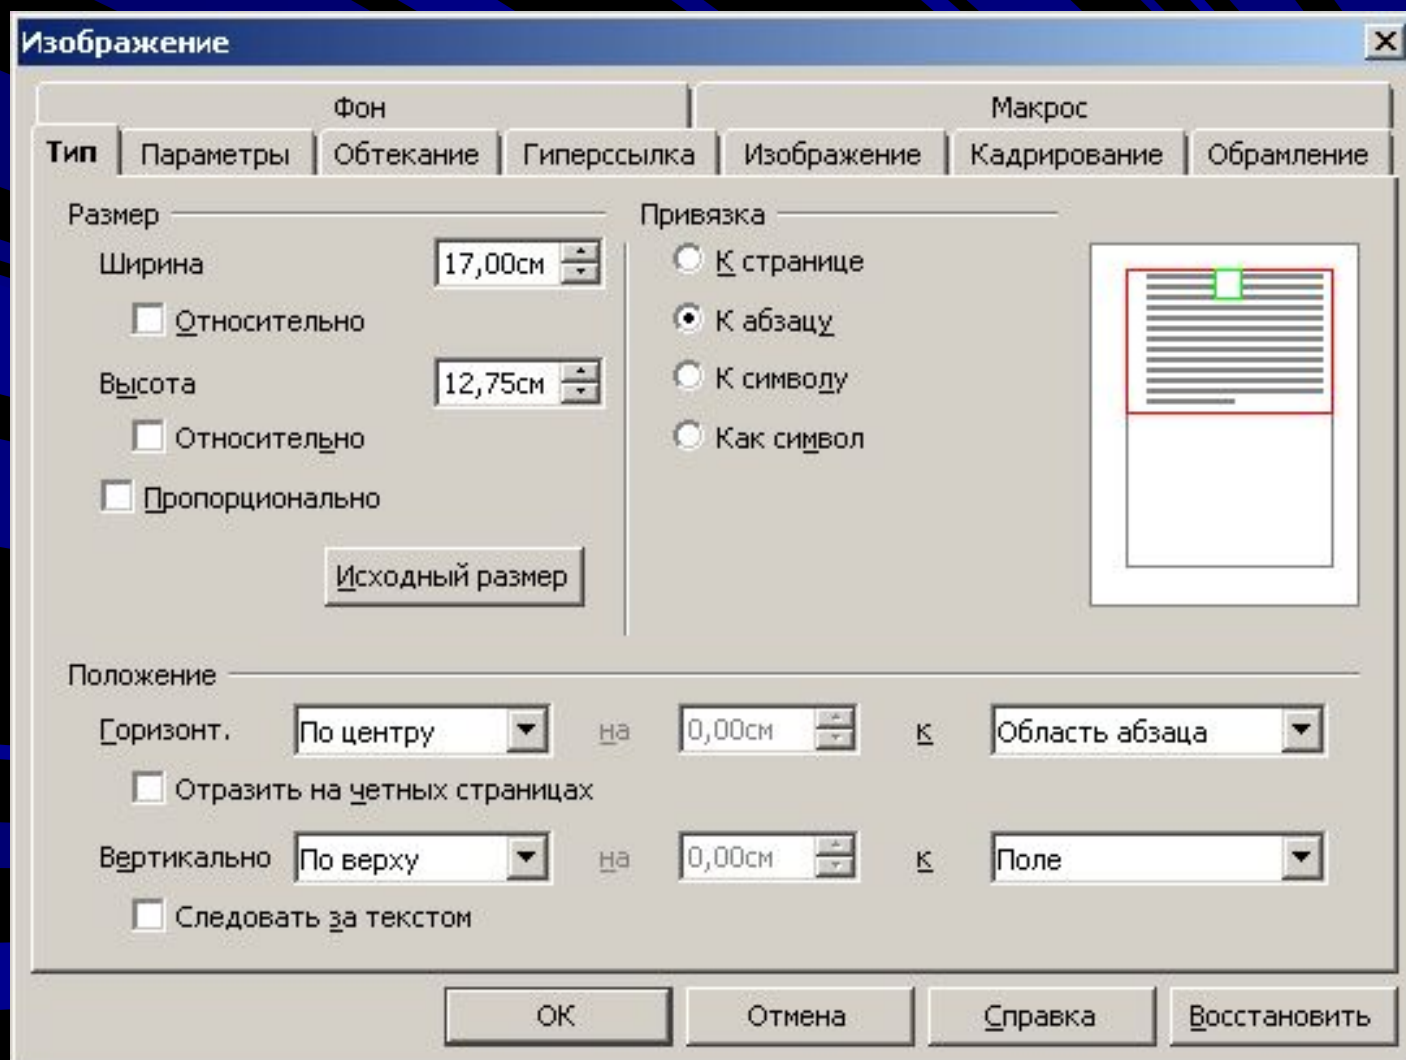 Изображение
Фон Макрос
Тип Параметры Обтекание Гиперссылка Изображение Кадрирование Обрамление
Размер Привязка
Ширина 17,00см К странице
Относительно К абзацу
Высота 12,75см К символу
Относительно Как символ
Пропорционально
Исходный размер
Положение
Горизонт. По центру на 0,00см к Область абзаца
Отразить на четных страницах
Вертикально По верху на 0,00см к Поле
Следовать за текстом
OK Отмена Справка Восстановить